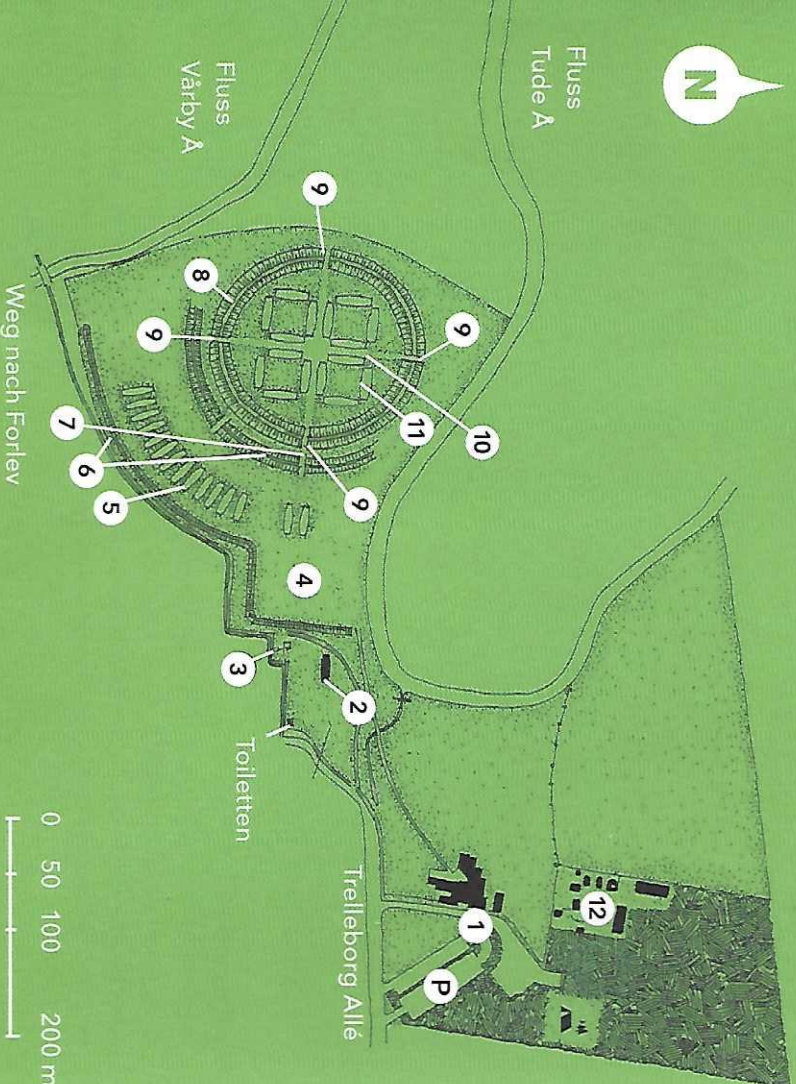 N
Fluss
Tude Å
Fluss
Vårby Å
9
8
9
9
10
11
9
7
6
5
Weg nach Forlev
4
3
2
Toiletten
Trelleborg Allé
1
12
P
0 50 100 200 m